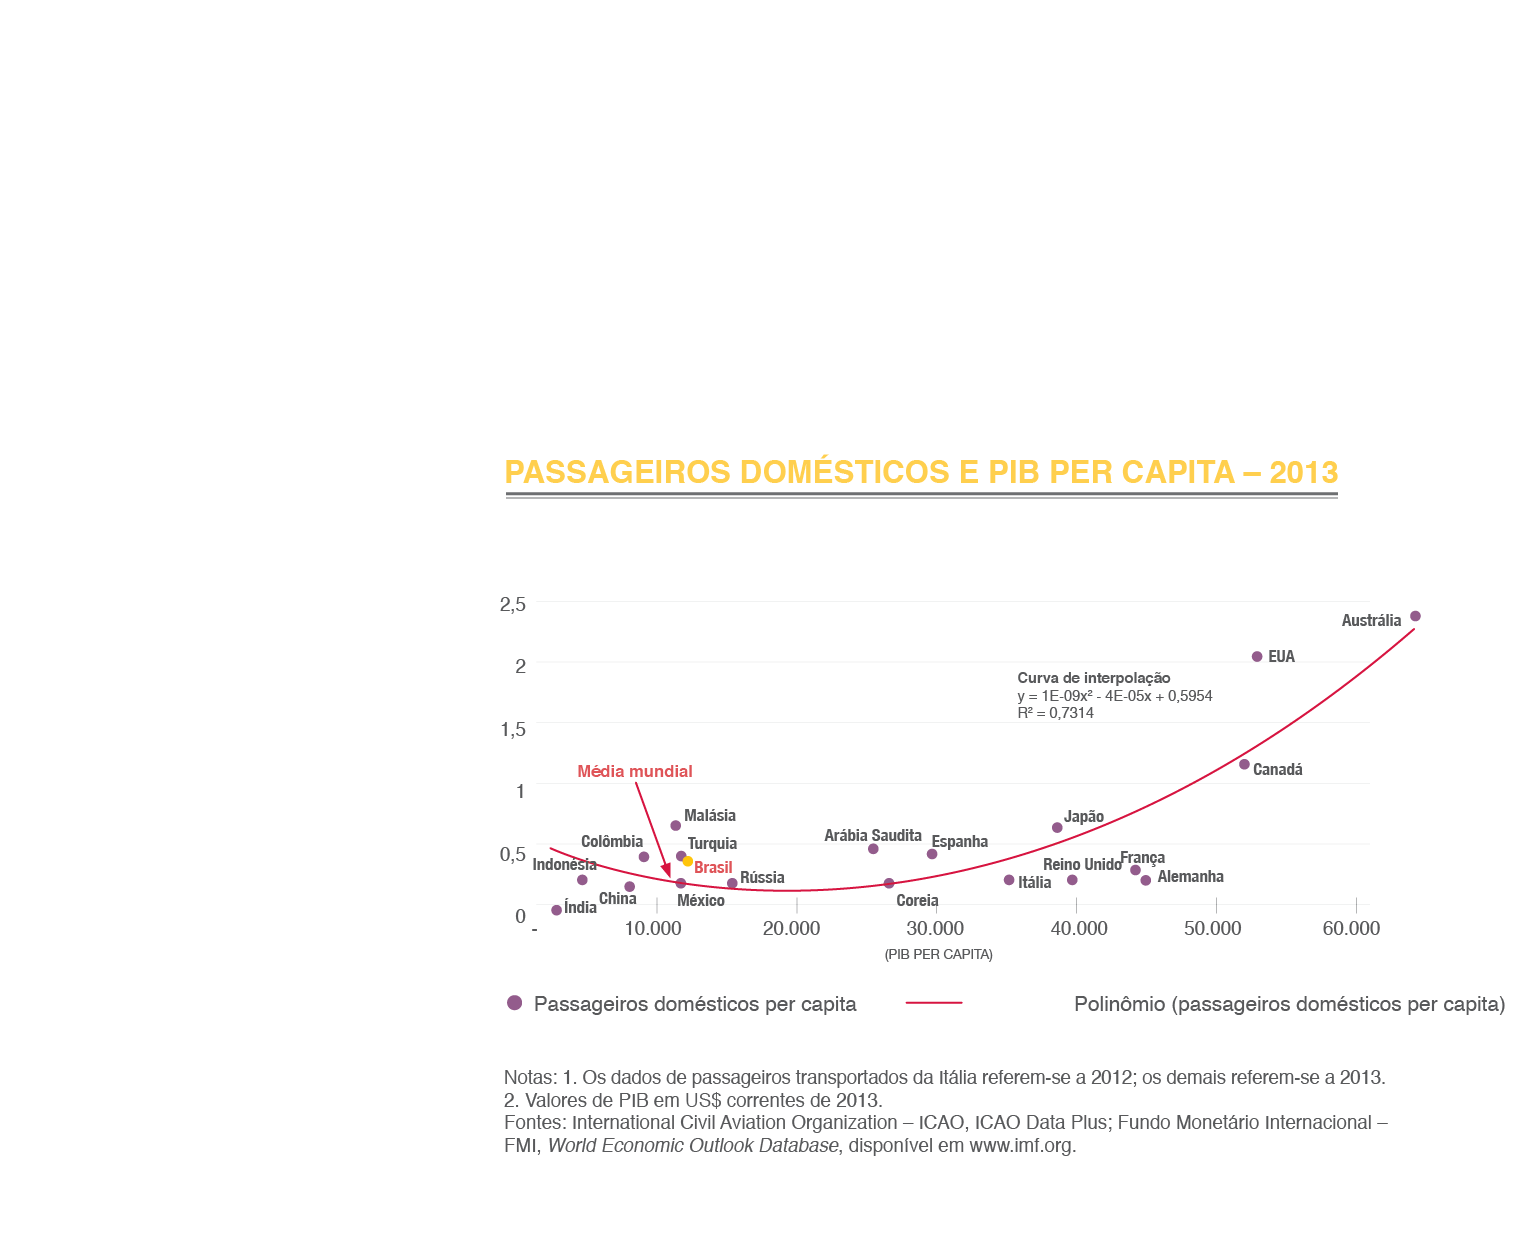 PASSAGEIROS DOMÉSTICOS E PIB PER CAPITA – 2013
2,5
Austrália
2
EUA
Curva de interpolação
y = 1E-09x² - 4E-05x + 0,5954
R² = 0,7314
1,5
Média mundial
Canadá
1
Malásia
Japão
Colômbia
Turquia
Arábia Saudita
Espanha
0,5
Indonésia
Brasil
Reino Unido
França
Rússia
Itália
Alemanha
China
México
Coreia
Índia
0
-
10.000
20.000
30.000
40.000
50.000
60.000
(PIB PER CAPITA)
Passageiros domésticos per capita
Polinômio (passageiros domésticos per capita)
Notas: 1. Os dados de passageiros transportados da Itália referem-se a 2012; os demais referem-se a 2013.
2. Valores de PIB em US$ correntes de 2013.
Fontes: International Civil Aviation Organization – ICAO, ICAO Data Plus; Fundo Monetário Internacional –
FMI, World Economic Outlook Database, disponível em www.imf.org.